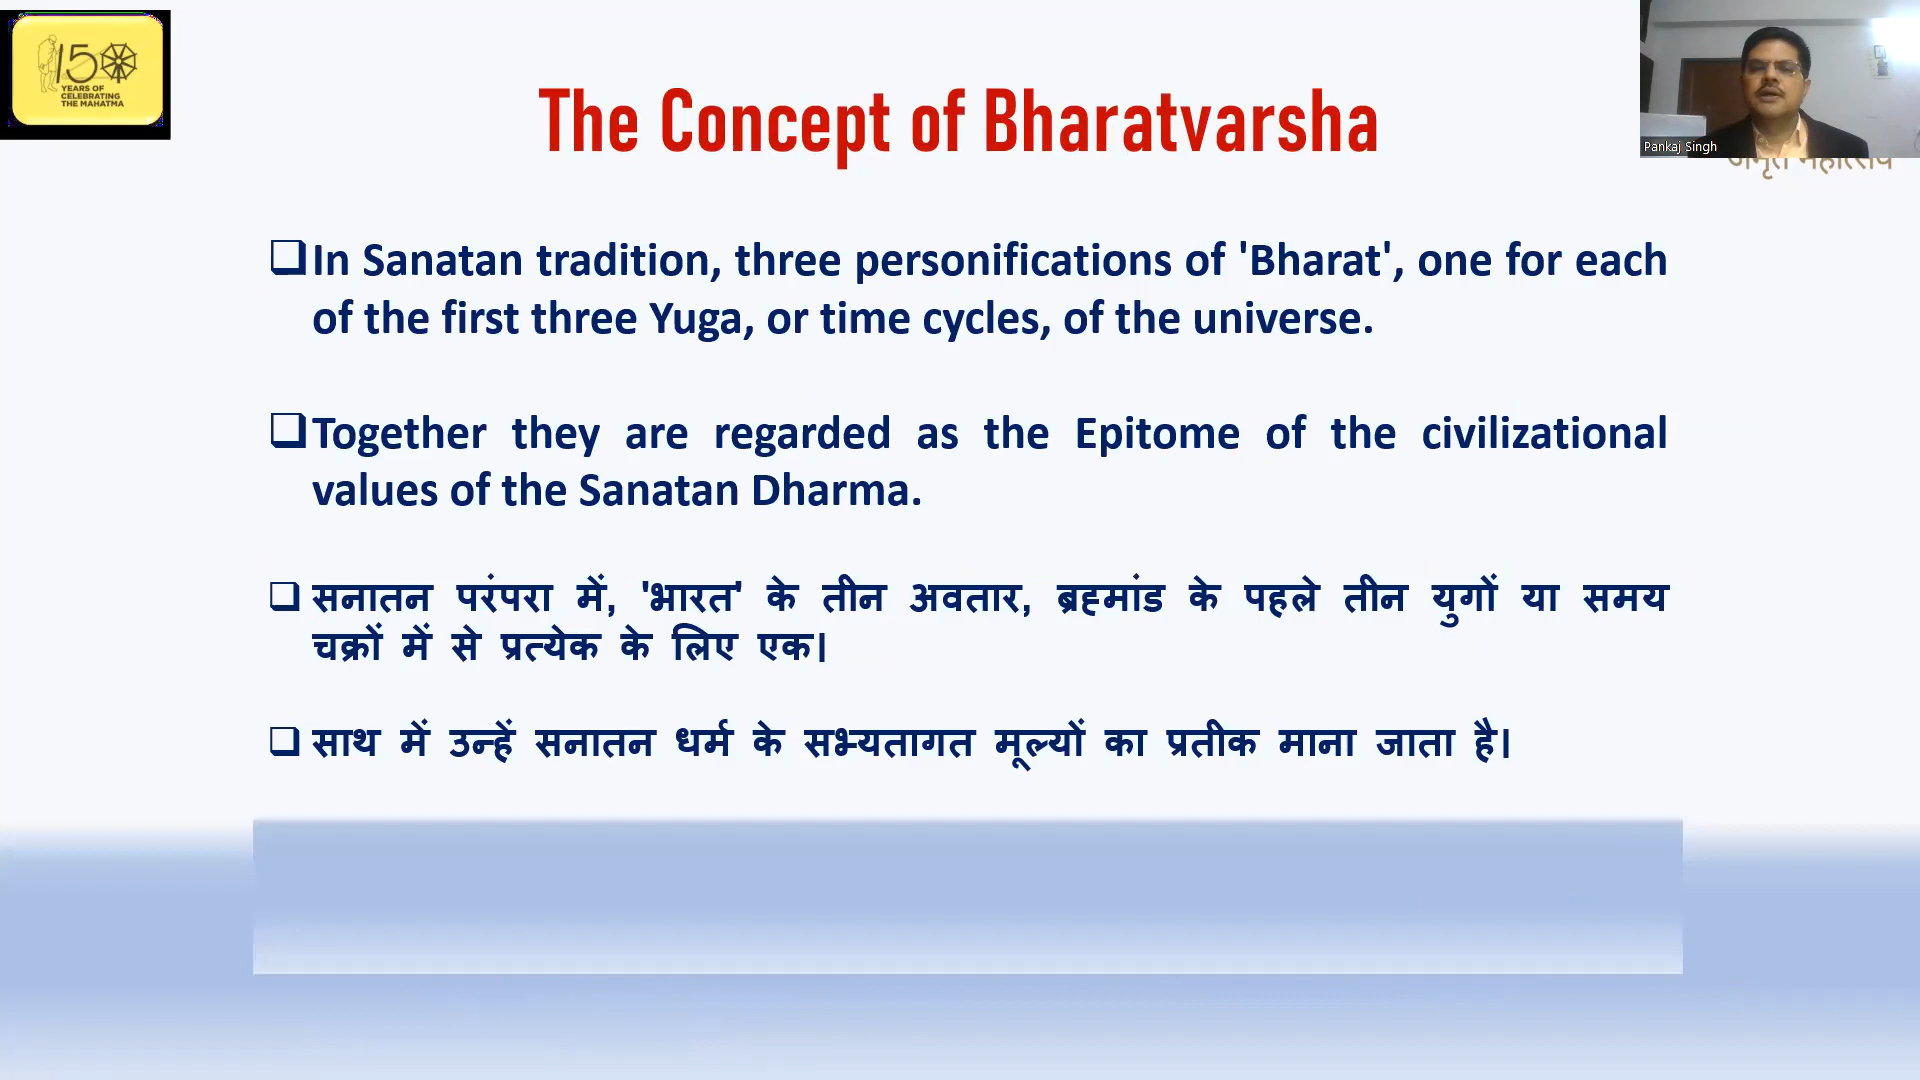 150
YEARS OF
CELEBRATING
THE MAHATMA
The Concept of Bharatvarsha
Pankaj Singh
In Sanatan tradition, three personifications of 'Bharat', one for each
of the first three Yuga, or time cycles, of the universe.
Together they are regarded as the Epitome of the civilizational
values of the Sanatan Dharma.
सनातन परंपरा में, 'भारत' के तीन अवतार, ब्रह्मांड के पहले तीन युगों या समय
चक्रों में से प्रत्येक के लिए एक।
साथ में उन्हें सनातन धर्म के सभ्यतागत मूल्यों का प्रतीक माना जाता है।